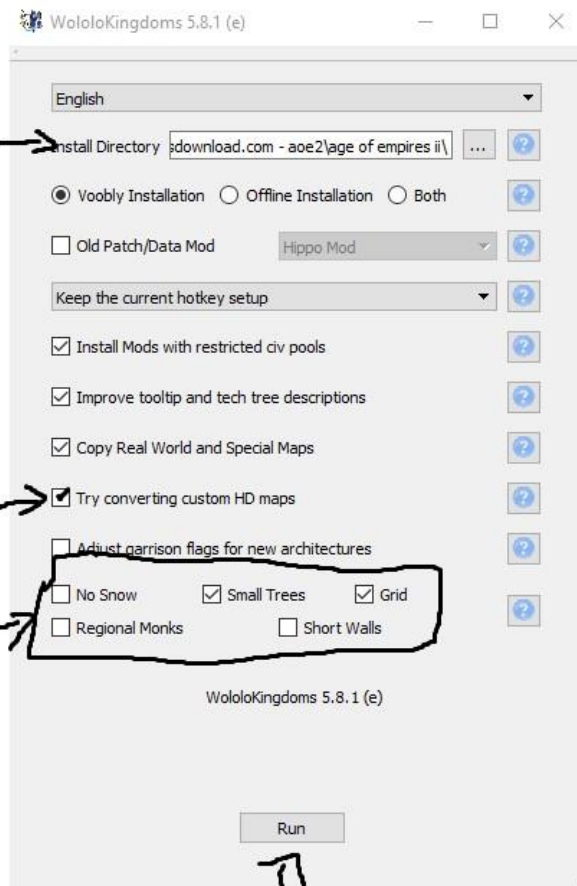 WololoKingdoms 5.8.1 (e)
English
Install Directory sdownload.com - aoe2\age of empires ii\ ...
Voobly Installation Offline Installation Both
Old Patch/Data Mod Hippo Mod
Keep the current hotkey setup
Install Mods with restricted civ pools
Improve tooltip and tech tree descriptions
Copy Real World and Special Maps
Try converting custom HD maps
Adjust garrison flags for new architectures
No Snow Small Trees Grid
Regional Monks Short Walls
WololoKingdoms 5.8.1 (e)
Run